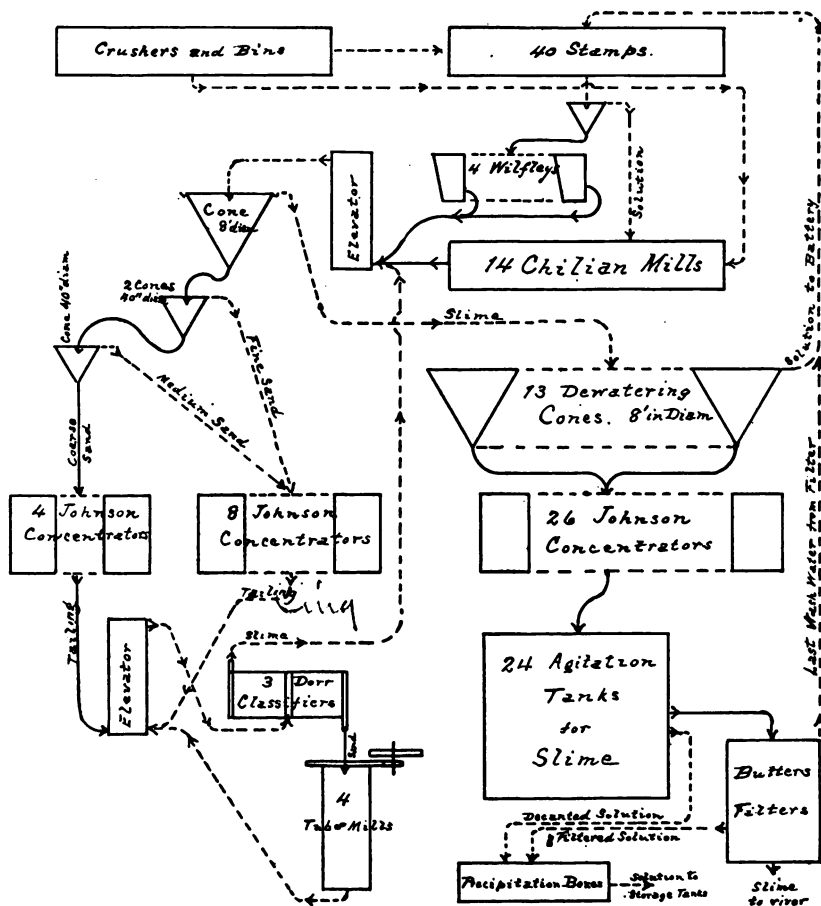 Crushers and Bins
40 Stamps.
4 Wilfleys
Solution
Elevator
Cone
8'diam
14 Chilian Mills
2 Cones
40"diam
Cone 40"diam
Slime
Solution to Battery
Fine Sand
Medium Sand
13 Dewatering
Cones. 8' in Diam
Coarse
Sand
4 Johnson
Concentrators
8 Johnson
Concentrators
26 Johnson
Concentrators
Last Wash Water from Filter
Tailing
Tailing
Slime
Elevator
3 Dorr
Classifiers
Sand
24 Agitation
Tanks
for
Slime
4
Tube Mills
Butters
Filters
Decanted Solution
Filtered Solution
Precipitation Boxes
Solution to
Storage Tanks
Slime
to river